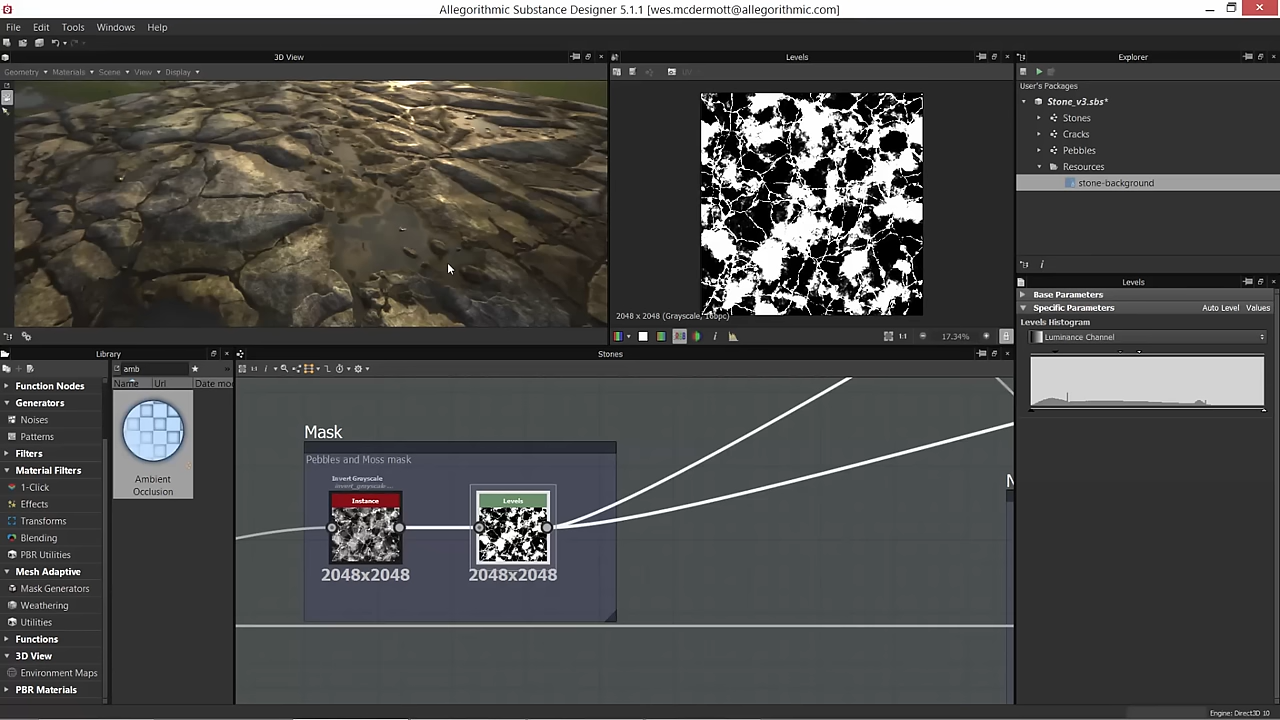 Allegorithmic Substance Designer 5.1.1 [wes.mcdermott@allegorithmic.com]
File Edit Tools Windows Help
3D View
Geometry Materials Scene View Display
Levels
2048 x 2048 (Grayscale, 16bpc)
1:1
17.34%
Explorer
User's Packages
Stone_v3.sbs*
Stones
Cracks
Pebbles
Resources
stone-background
Levels
Base Parameters
Specific Parameters Auto Level Values
Levels Histogram
Luminance Channel
Library
amb
Name Url Date mo
Function Nodes
Generators
Noises
Patterns
Filters
Material Filters
1-Click
Effects
Transforms
Blending
PBR Utilities
Mesh Adaptive
Mask Generators
Weathering
Utilities
Functions
3D View
Environment Maps
PBR Materials
Ambient
Occlusion
Stones
Mask
Pebbles and Moss mask
Invert Grayscale
invert_grayscale...
Instance
Levels
2048x2048
2048x2048
Engine: Direct3D 10